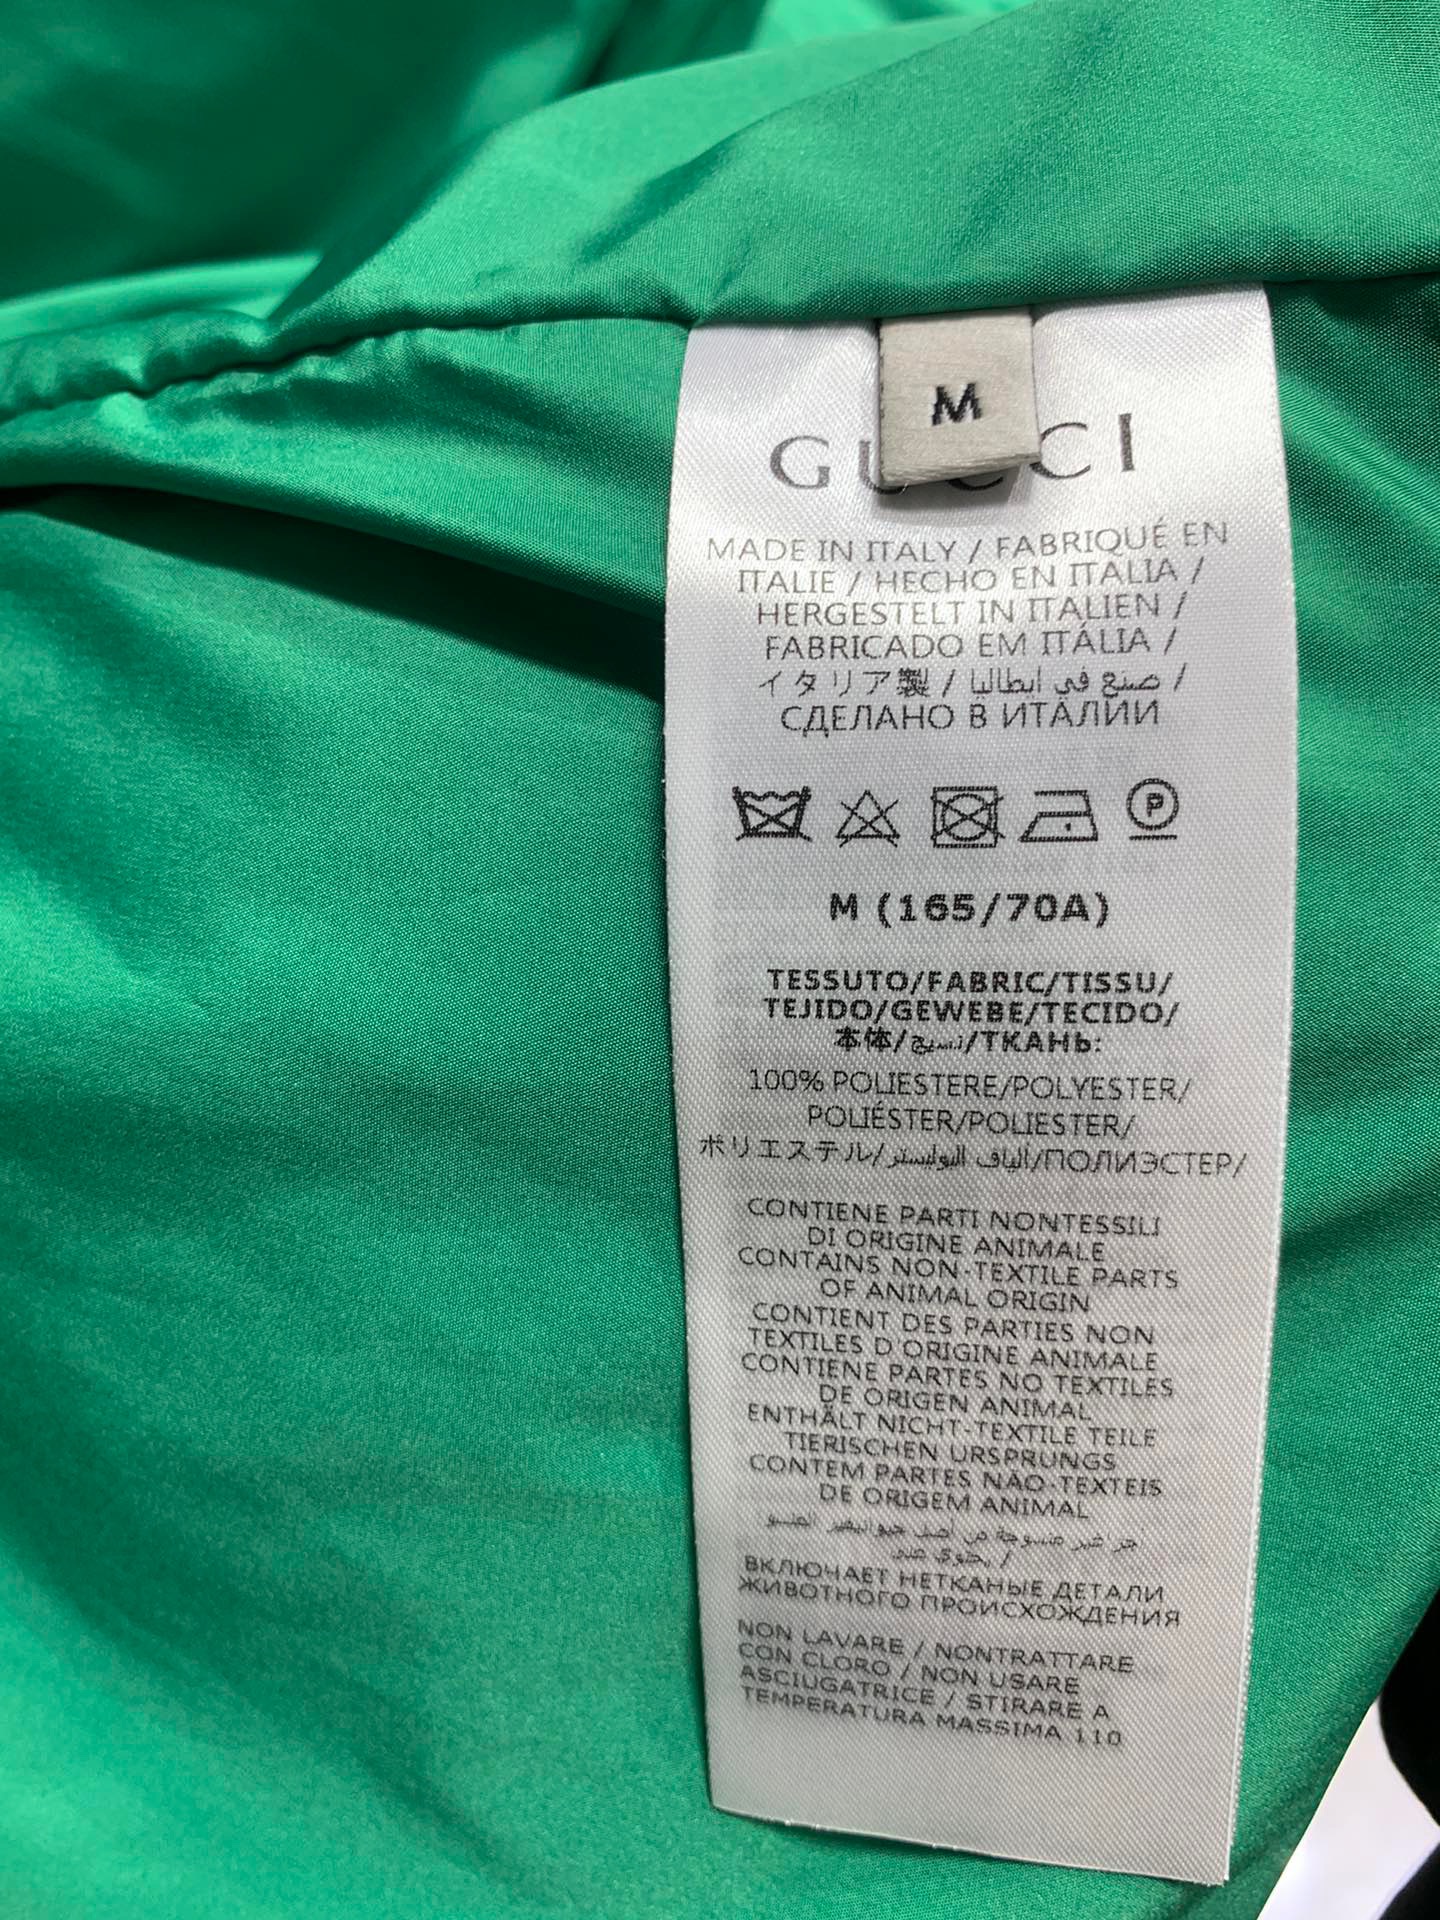 M
GUCCI
MADE IN ITALY / FABRIQUÉ EN
ITALIE / HECHO EN ITALIA /
HERGESTELT IN ITALIEN /
FABRICADO EM ITÁLIA /
イタリア製 / صنع في ايطاليا /
СДЕЛАНО В ИТАЛИИ
P
M (165/70A)
TESSUTO/FABRIC/TISSU/
TEJIDO/GEWEBE/TECIDO/
本体/نسيج/ТКАНЬ:
100% POLIESTERE/POLYESTER/
POLIÉSTER/POLIESTER/
ポリエステル/ألياف البوليستر/ПОЛИЭСТЕР/
CONTIENE PARTI NONTESSILI
DI ORIGINE ANIMALE
CONTAINS NON-TEXTILE PARTS
OF ANIMAL ORIGIN
CONTIENT DES PARTIES NON
TEXTILES D'ORIGINE ANIMALE
CONTIENE PARTES NO TEXTILES
DE ORIGEN ANIMAL
ENTHÄLT NICHT-TEXTILE TEILE
TIERISCHEN URSPRUNGS
CONTEM PARTES NÃO-TEXTEIS
DE ORIGEM ANIMAL
منسوجة من أصل
/ يحتوي على
ВКЛЮЧАЕТ НЕТКАНЫЕ ДЕТАЛИ
ЖИВОТНОГО ПРОИСХОЖДЕНИЯ
NON LAVARE / NONTRATTARE
CON CLORO / NON USARE
ASCIUGATRICE / STIRARE A
TEMPERATURA MASSIMA 110